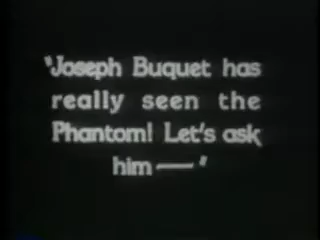 "Joseph Buquet has
really seen the
Phantom! Let's ask
him—"